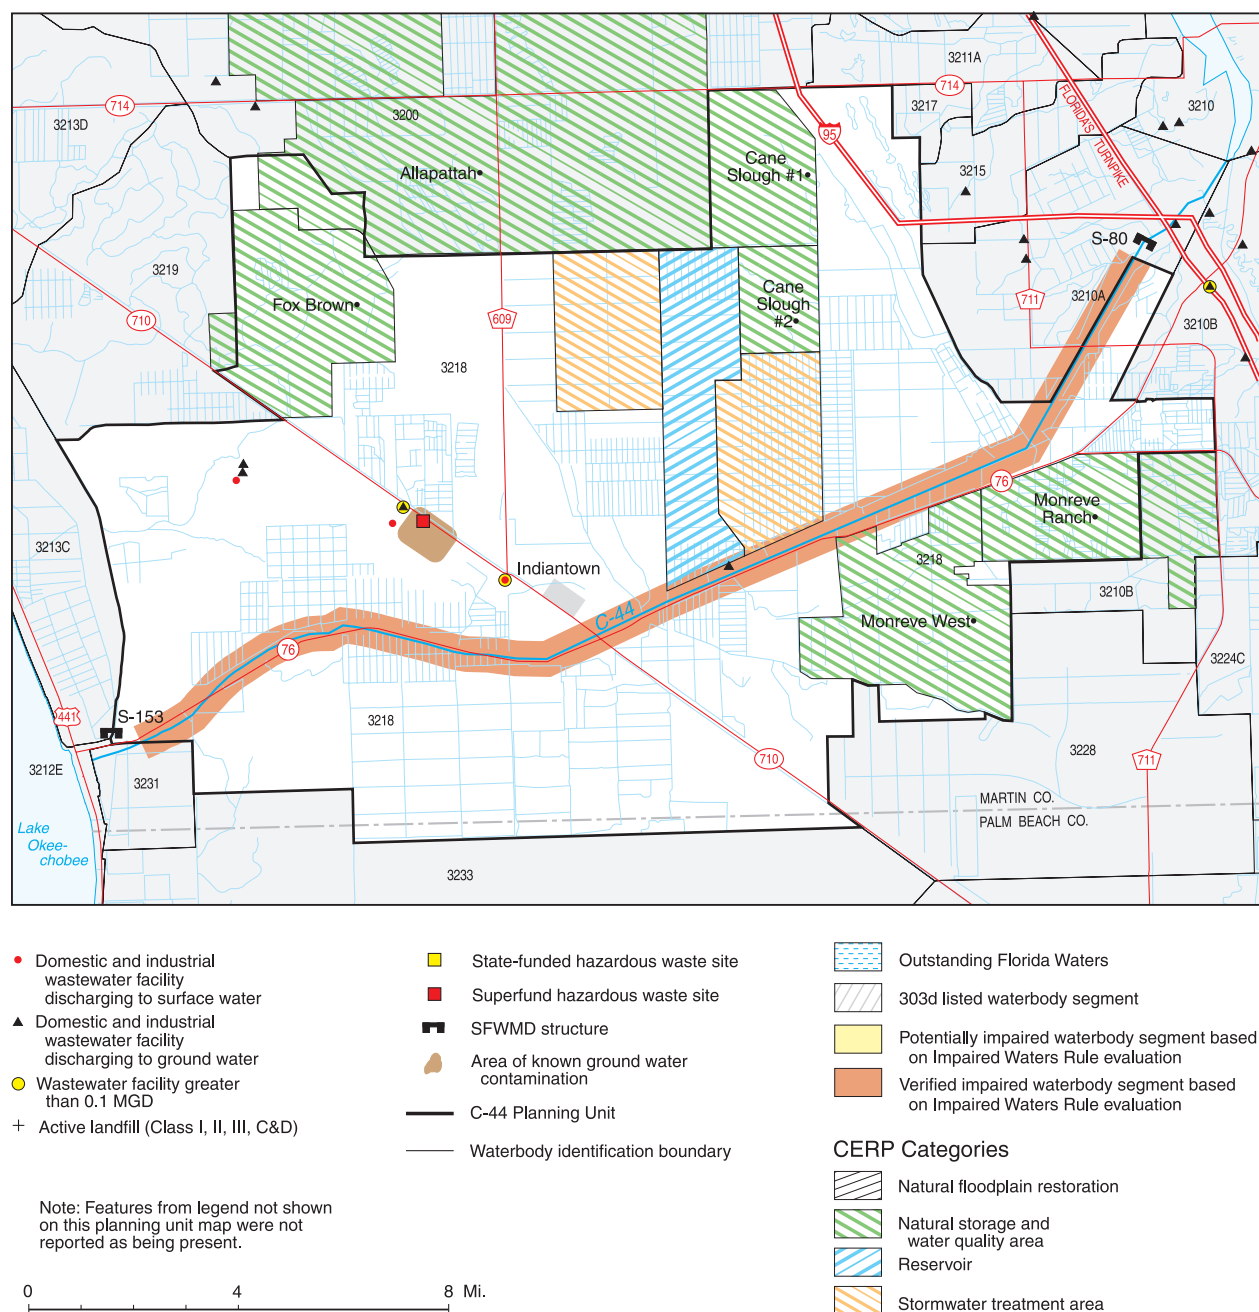 3211A
714
714
3217
3210
3213D
3200
FLORIDA'S TURNPIKE
95
Cane
Slough #1
Allapattah
3215
S-80
3219
3210A
Fox Brown
Cane
Slough
#2
711
710
609
3210B
3218
76
Monreve
Ranch
3213C
Indiantown
3218
3210B
C-44
Monreve West
76
3224C
441
S-153
3218
3228
3212E
710
711
3231
MARTIN CO.
PALM BEACH CO.
Lake
Okee-
chobee
3233
Domestic and industrial
wastewater facility
discharging to surface water
Domestic and industrial
wastewater facility
discharging to ground water
Wastewater facility greater
than 0.1 MGD
Active landfill (Class I, II, III, C&D)
Note: Features from legend not shown
on this planning unit map were not
reported as being present.
0 4 8 Mi.
State-funded hazardous waste site
Superfund hazardous waste site
SFWMD structure
Area of known ground water
contamination
C-44 Planning Unit
Waterbody identification boundary
Outstanding Florida Waters
303d listed waterbody segment
Potentially impaired waterbody segment based
on Impaired Waters Rule evaluation
Verified impaired waterbody segment based
on Impaired Waters Rule evaluation
CERP Categories
Natural floodplain restoration
Natural storage and
water quality area
Reservoir
Stormwater treatment area